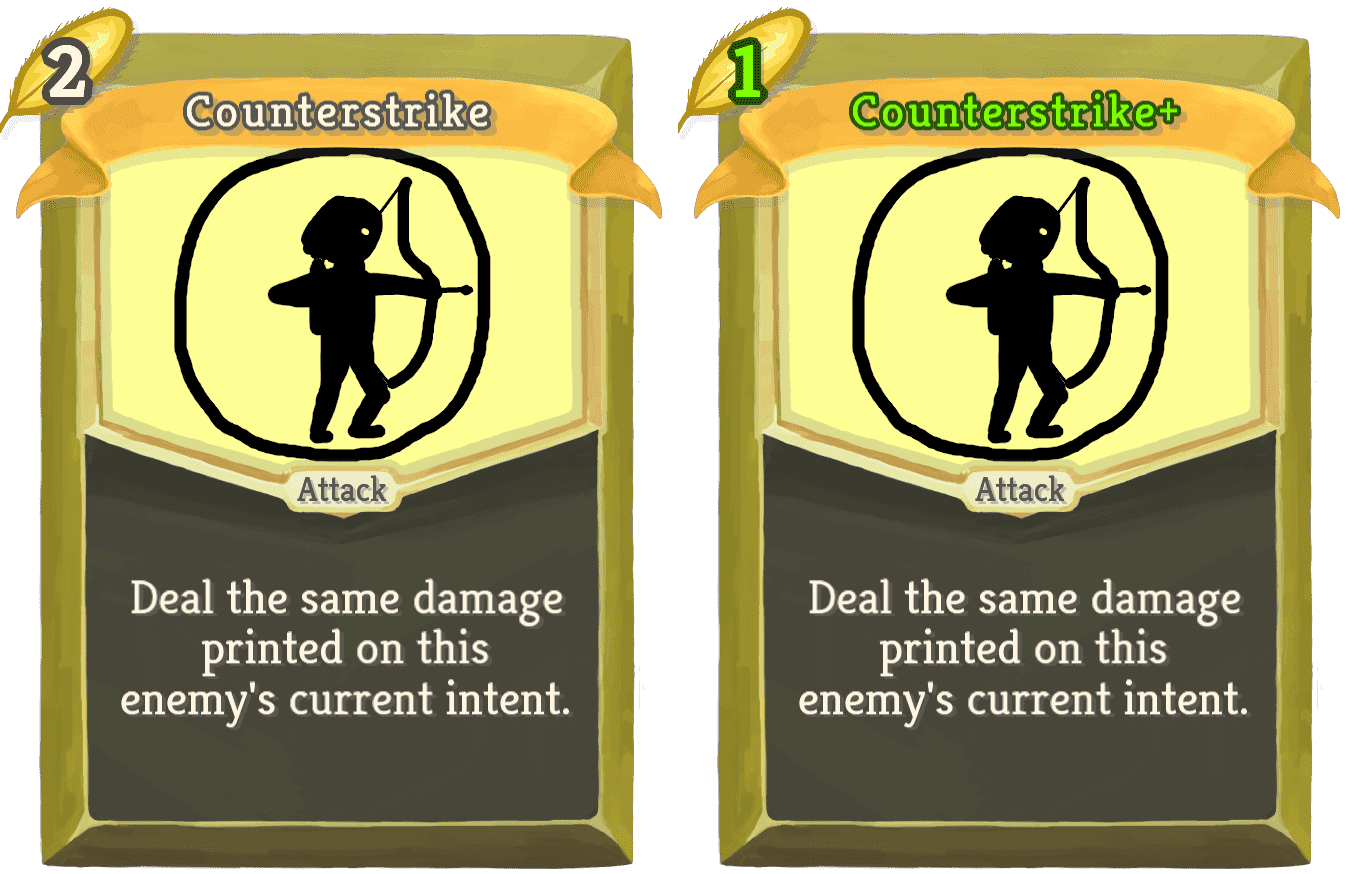 2
Counterstrike
Attack
Deal the same damage
printed on this
enemy's current intent.
1
Counterstrike+
Attack
Deal the same damage
printed on this
enemy's current intent.